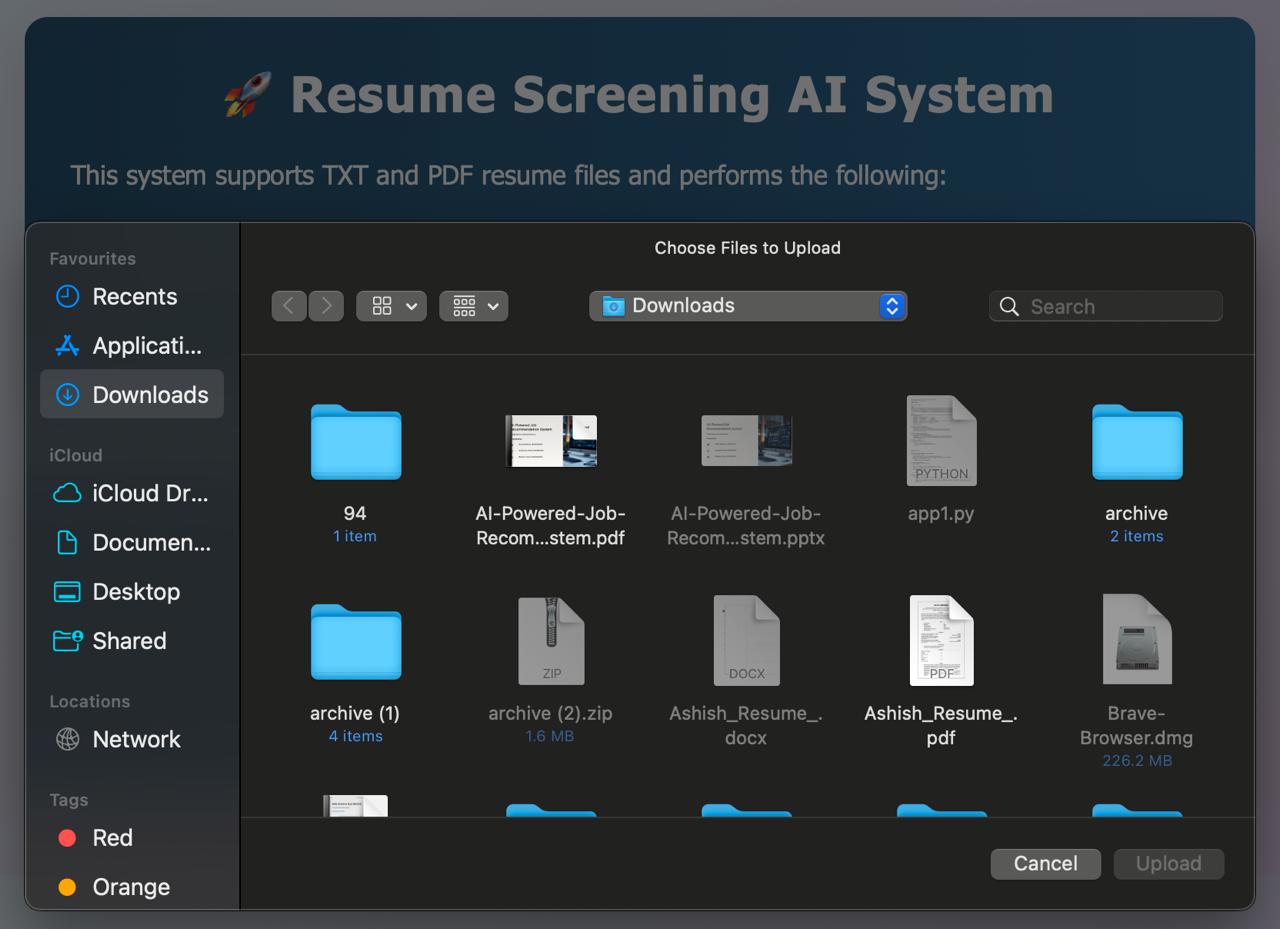 🚀 Resume Screening AI System
This system supports TXT and PDF resume files and performs the following:
Choose Files to Upload
Favourites
Recents
Applicati...
Downloads
iCloud
iCloud Dr...
Documen...
Desktop
Shared
Locations
Network
Tags
Red
Orange
Downloads
Search
94
1 item
AI-Powered-Job-
Recom...stem.pdf
AI-Powered-Job-
Recom...stem.pptx
PYTHON
app1.py
archive
2 items
archive (1)
4 items
ZIP
archive (2).zip
1.6 MB
DOCX
Ashish_Resume_.
docx
PDF
Ashish_Resume_.
pdf
Brave-
Browser.dmg
226.2 MB
Cancel
Upload